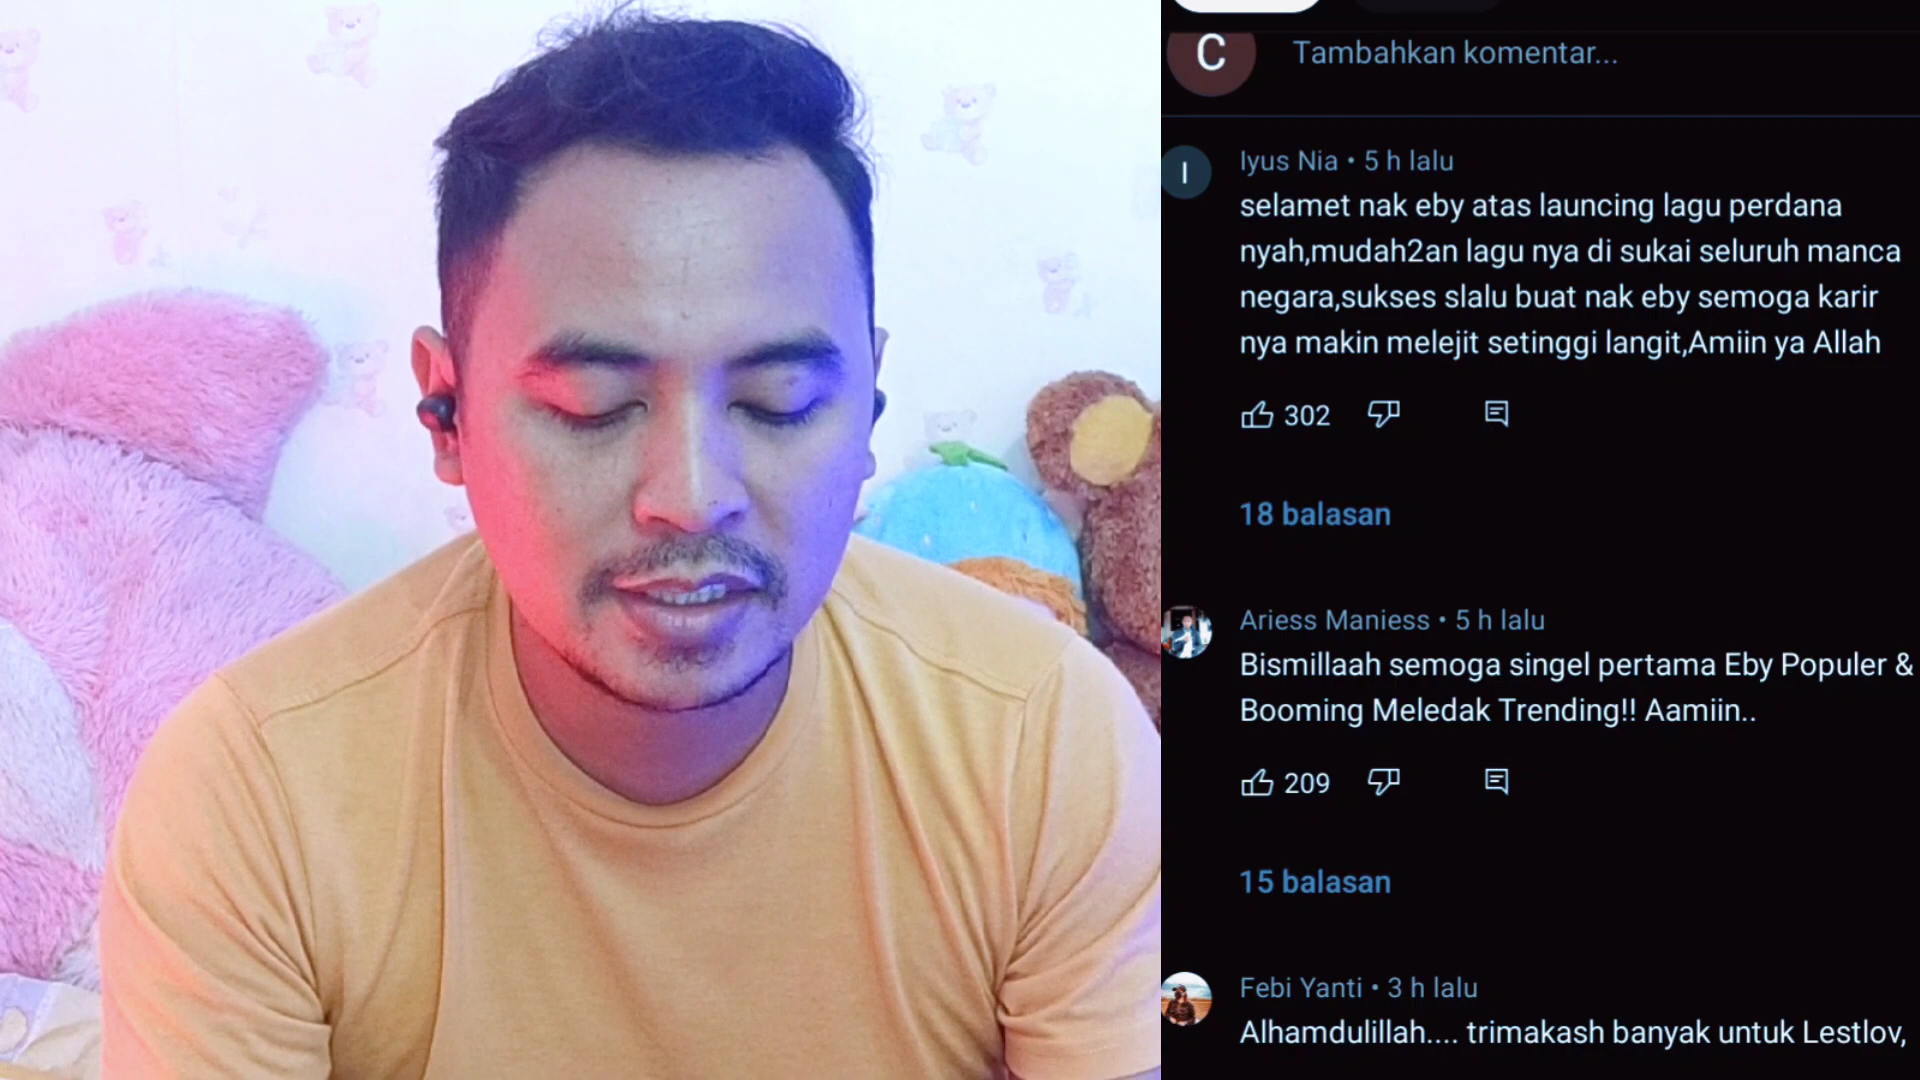 C
Tambahkan komentar...
I
Iyus Nia • 5 h lalu
selamet nak eby atas launcing lagu perdana
nyah,mudah2an lagu nya di sukai seluruh manca
negara,sukses slalu buat nak eby semoga karir
nya makin melejit setinggi langit,Amiin ya Allah
302
18 balasan
Ariess Maniess • 5 h lalu
Bismillaah semoga singel pertama Eby Populer &
Booming Meledak Trending!! Aamiin..
209
15 balasan
Febi Yanti • 3 h lalu
Alhamdulillah.... trimakash banyak untuk Lestlov,